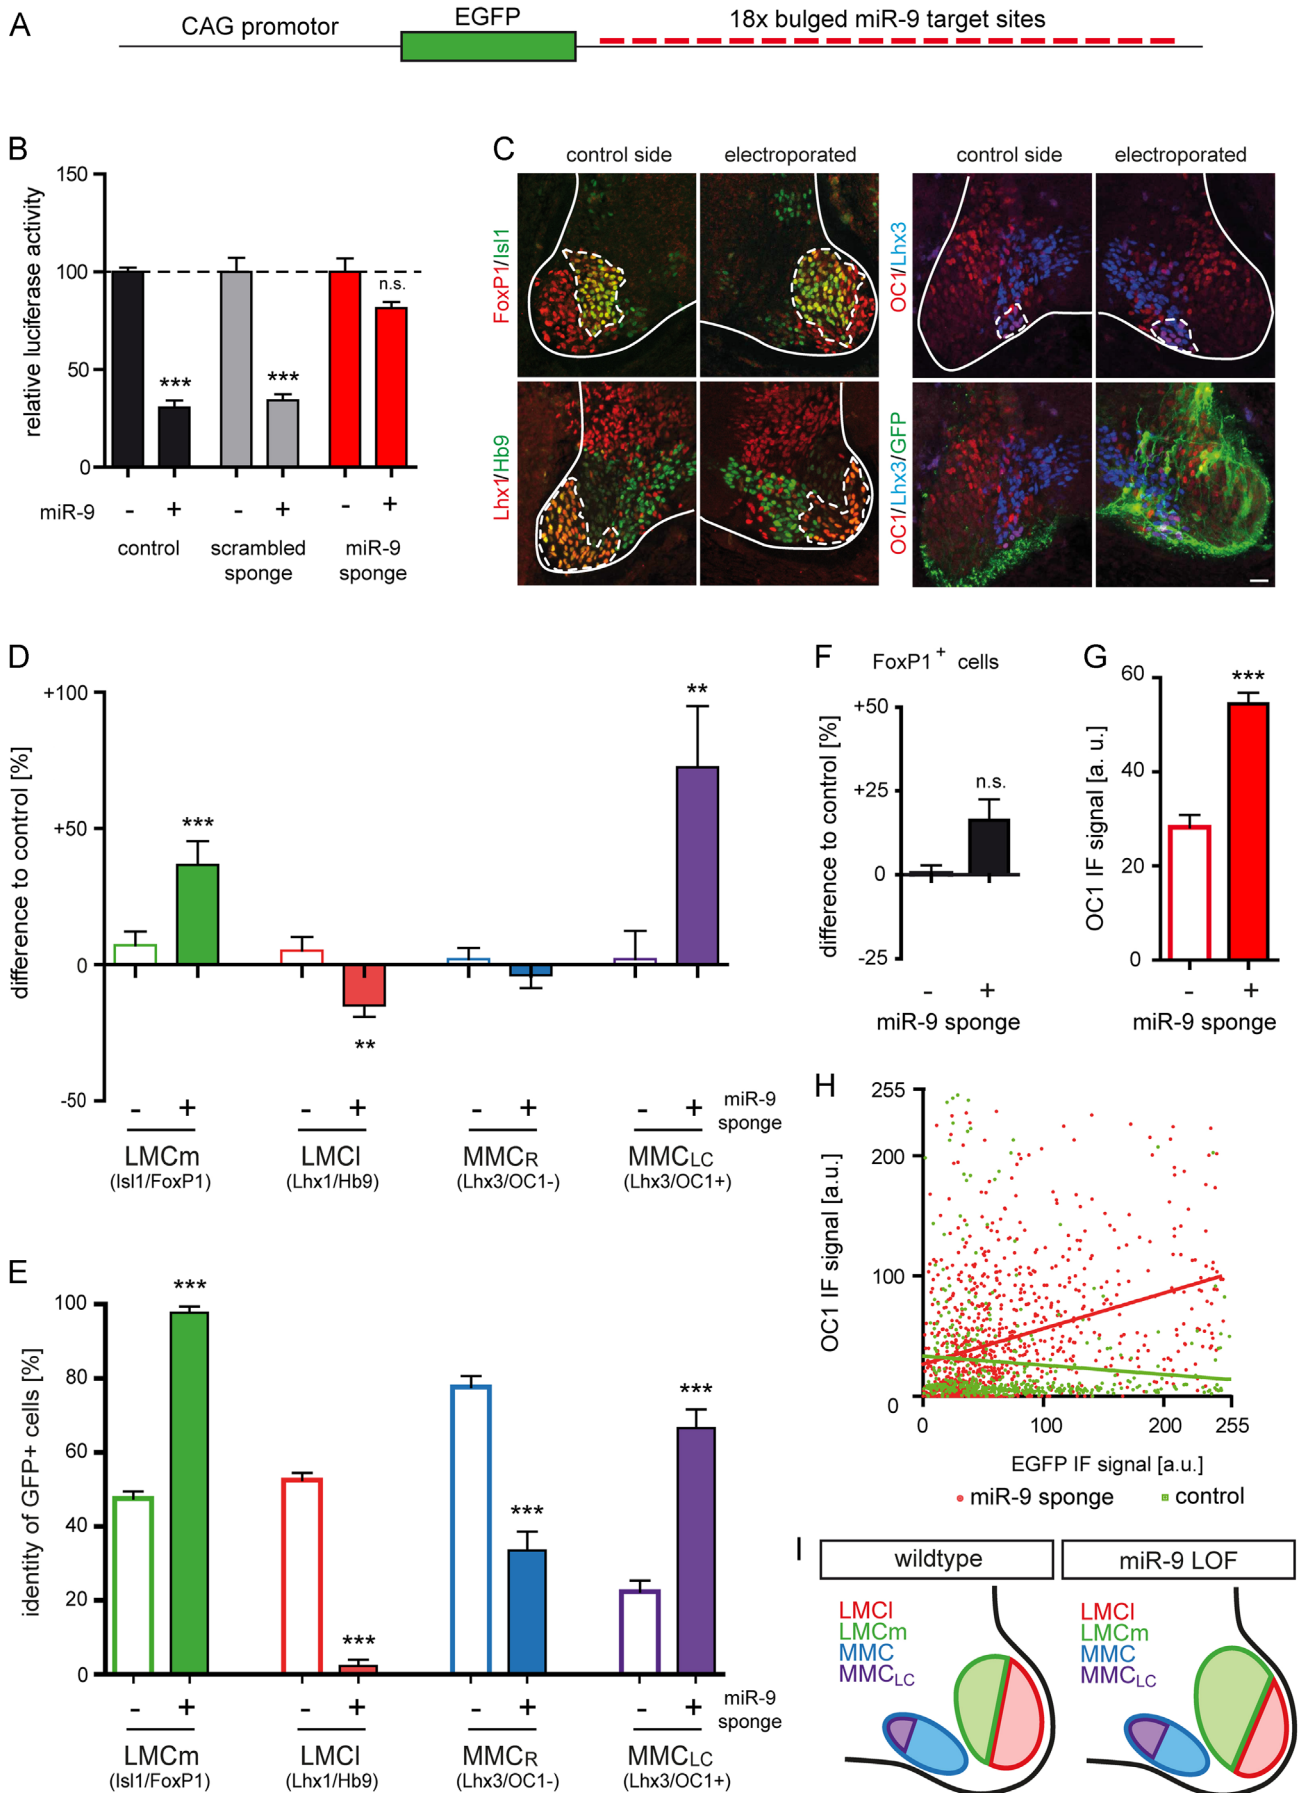 A
CAG promotor
EGFP
18x bulged miR-9 target sites
B
relative luciferase activity
150
100
50
0
***
***
n.s.
miR-9
- + - + - +
control
scrambled sponge
miR-9 sponge
C
control side
electroporated
control side
electroporated
FoxP1/Isl1
Lhx1/Hb9
OC1/Lhx3
OC1/Lhx3/GFP
D
difference to control [%]
+100
+50
0
-50
***
**
**
- + - + - + - +
miR-9 sponge
LMCm
(Isl1/FoxP1)
LMCl
(Lhx1/Hb9)
MMCR
(Lhx3/OC1-)
MMCLC
(Lhx3/OC1+)
E
identity of GFP+ cells [%]
100
80
60
40
20
0
***
***
***
***
- + - + - + - +
miR-9 sponge
LMCm
(Isl1/FoxP1)
LMCl
(Lhx1/Hb9)
MMCR
(Lhx3/OC1-)
MMCLC
(Lhx3/OC1+)
F
FoxP1+ cells
difference to control [%]
+50
+25
0
-25
n.s.
- +
miR-9 sponge
G
OC1 IF signal [a. u.]
60
40
20
0
***
- +
miR-9 sponge
H
OC1 IF signal [a.u.]
255
200
100
0
0 100 200 255
EGFP IF signal [a.u.]
miR-9 sponge
control
I
wildtype
LMCl
LMCm
MMC
MMCLC
miR-9 LOF
LMCl
LMCm
MMC
MMCLC